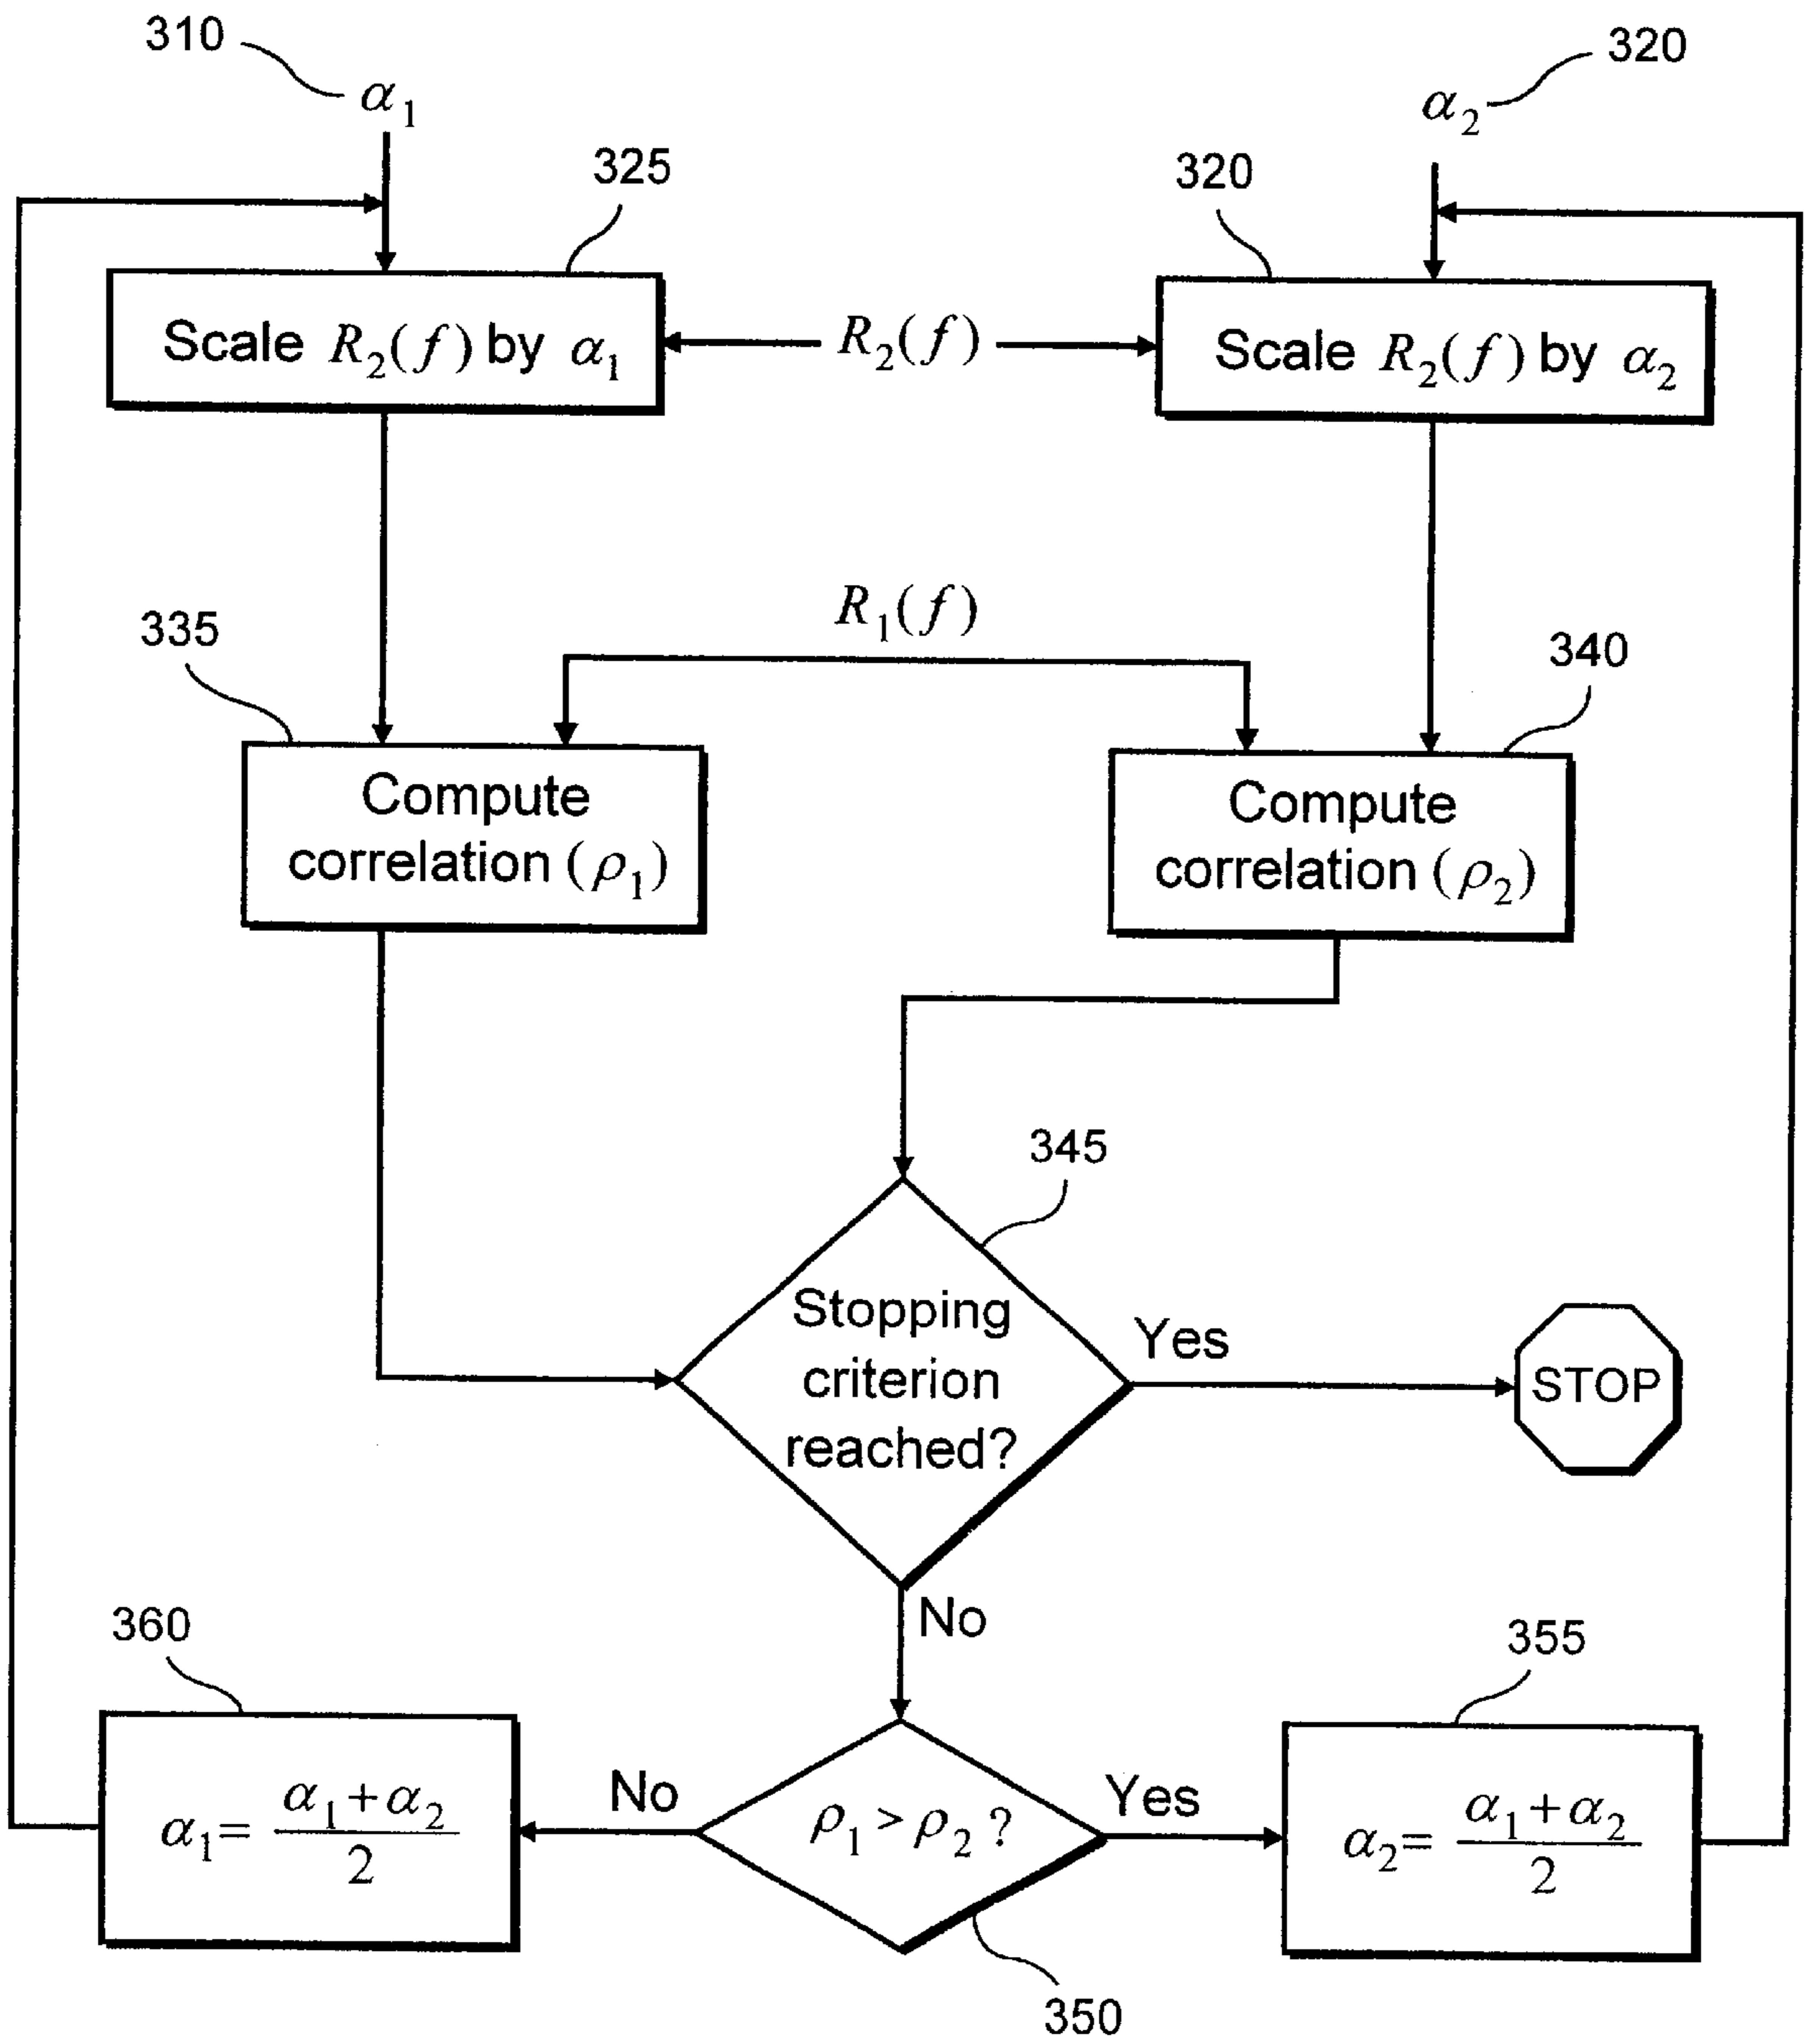 310
α₁
320
α₂
325
320
Scale R₂(f) by α₁
R₂(f)
Scale R₂(f) by α₂
R₁(f)
335
340
Compute
correlation (ρ₁)
Compute
correlation (ρ₂)
345
Stopping
criterion
reached?
Yes
STOP
No
360
355
α₁= α₁+α₂ / 2
No
ρ₁ > ρ₂ ?
Yes
α₂= α₁+α₂ / 2
350